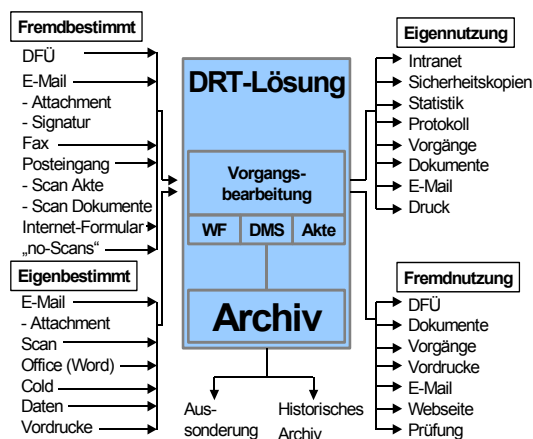 Fremdbestimmt
DFÜ
E-Mail
- Attachment
- Signatur
Fax
Posteingang
- Scan Akte
- Scan Dokumente
Internet-Formular
„no-Scans“
Eigenbestimmt
E-Mail
- Attachment
Scan
Office (Word)
Cold
Daten
Vordrucke
DRT-Lösung
Vorgangs-
bearbeitung
WF DMS Akte
Archiv
Aus-
sonderung
Historisches
Archiv
Eigennutzung
Intranet
Sicherheitskopien
Statistik
Protokoll
Vorgänge
Dokumente
E-Mail
Druck
Fremdnutzung
DFÜ
Dokumente
Vorgänge
Vordrucke
E-Mail
Webseite
Prüfung